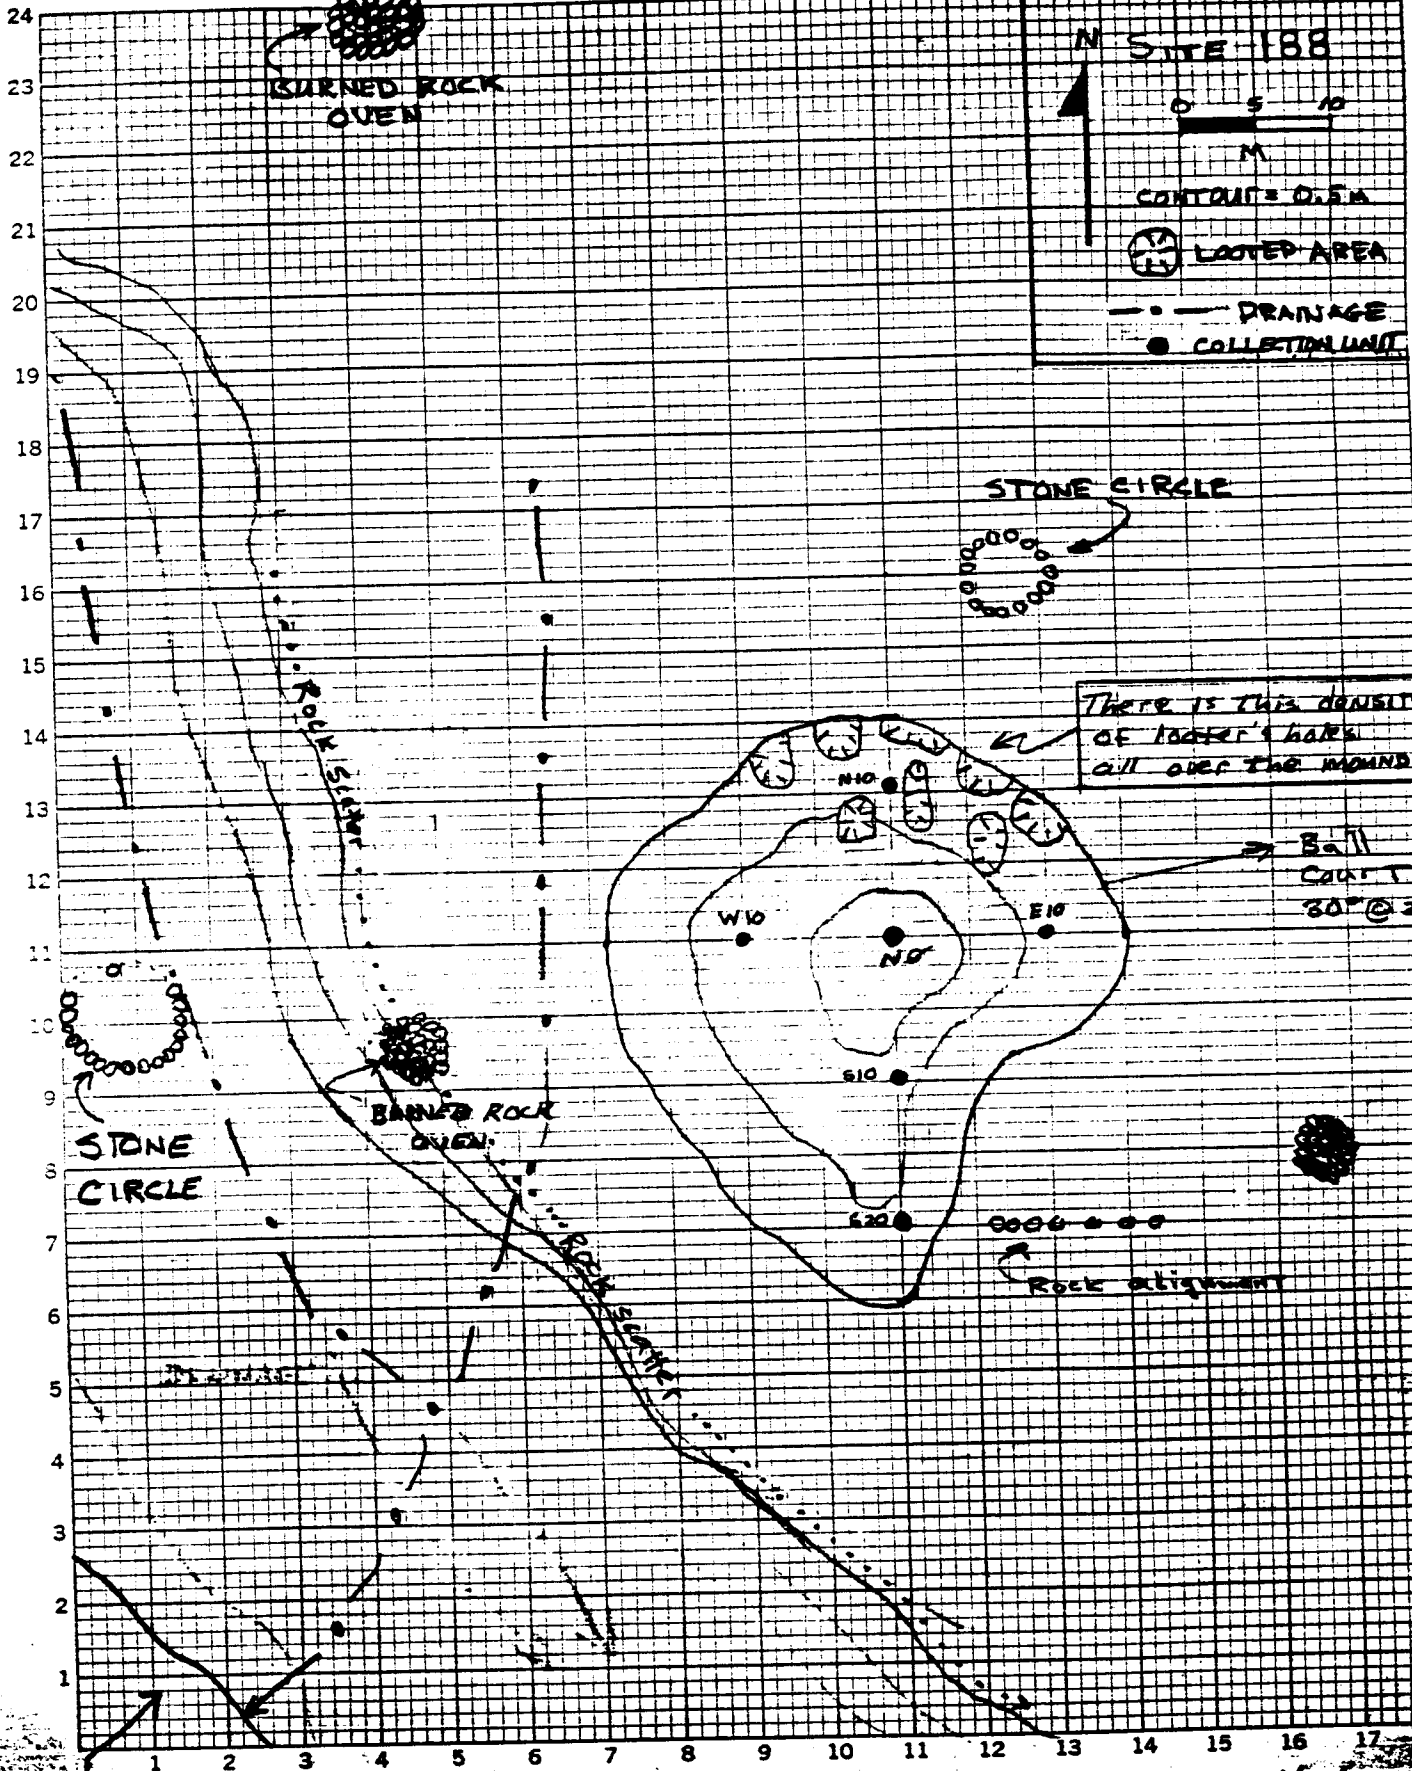 24
23
22
21
20
19
18
17
16
15
14
13
12
11
10
9
8
7
6
5
4
3
2
1
1 2 3 4 5 6 7 8 9 10 11 12 13 14 15 16 17
BURNED ROCK
OVEN
N SITE 188
0 5 10
M
CONTOUR = 0.5 M
LOOTED AREA
DRAINAGE
COLLECTION UNIT
STONE CIRCLE
Rock Scatter
There is this densit
of looter's holes
all over the mound
N10
Ball
Court
30° @
W10
E10
N0
S10
BURNED ROCK
OVEN
STONE
CIRCLE
S20
Rock alignment
Rock Scatter